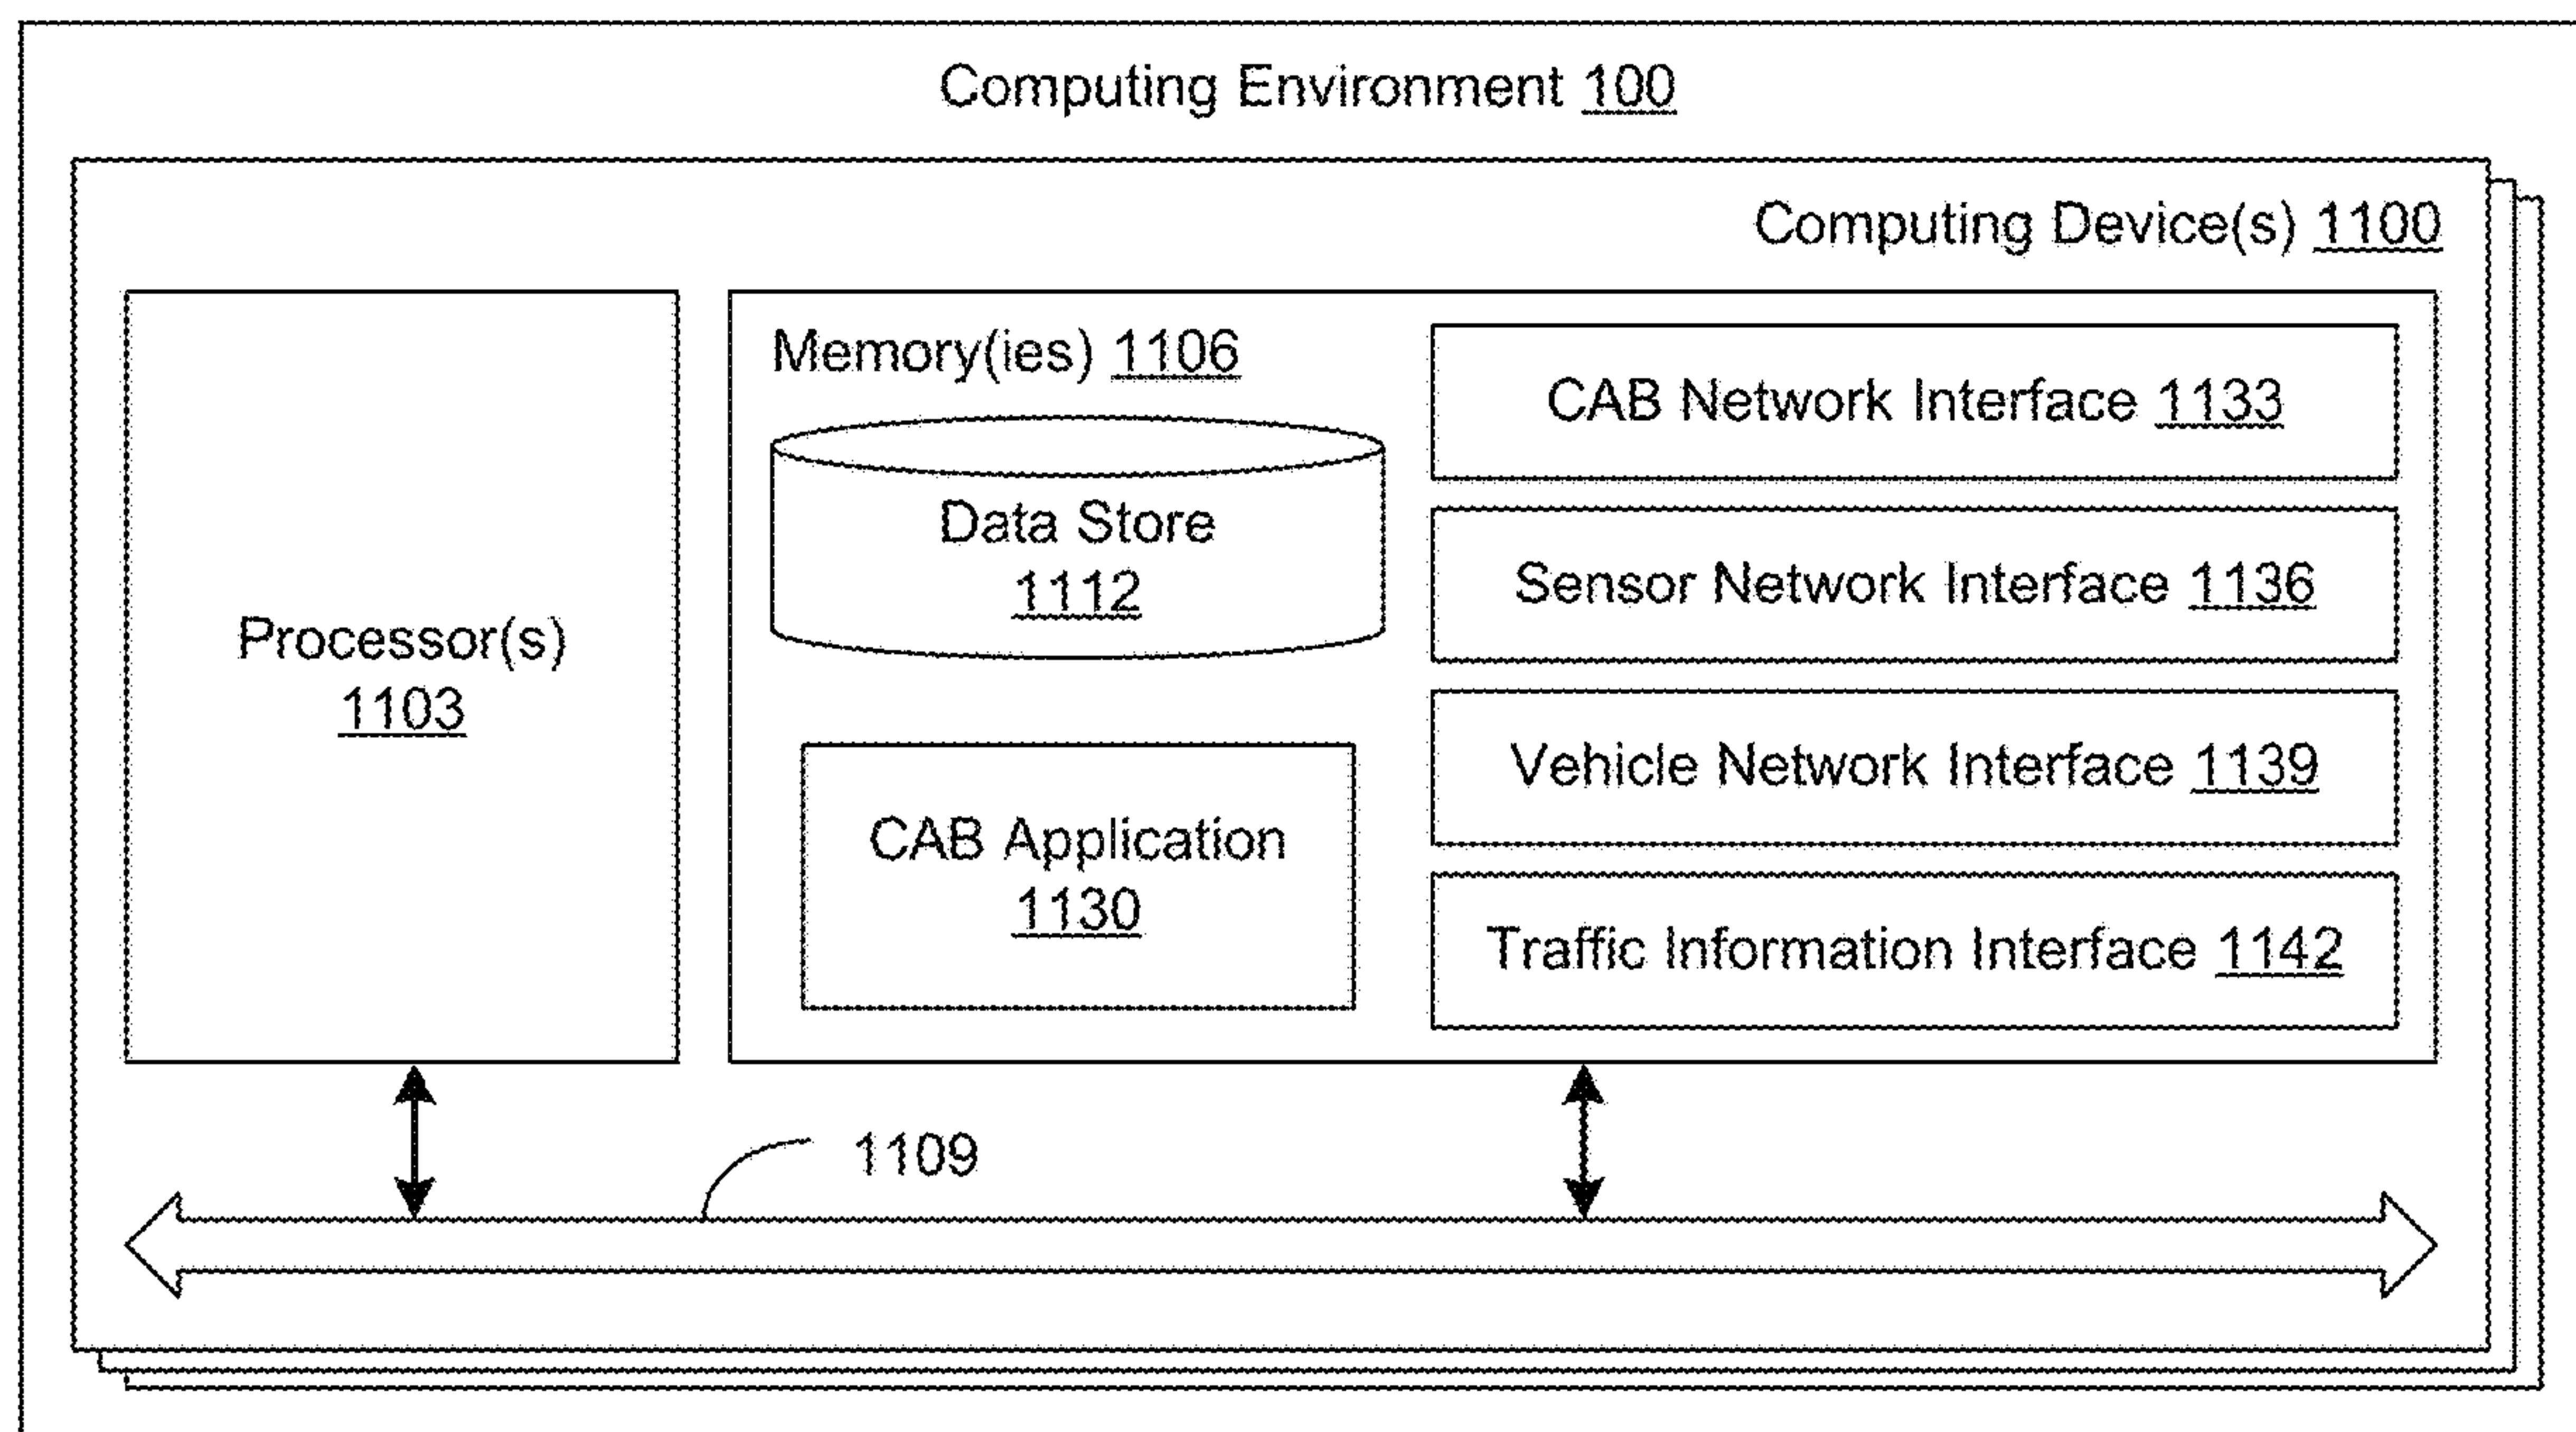 Computing Environment 100
Computing Device(s) 1100
Processor(s)
1103
Memory(ies) 1106
Data Store
1112
CAB Application
1130
CAB Network Interface 1133
Sensor Network Interface 1136
Vehicle Network Interface 1139
Traffic Information Interface 1142
1109